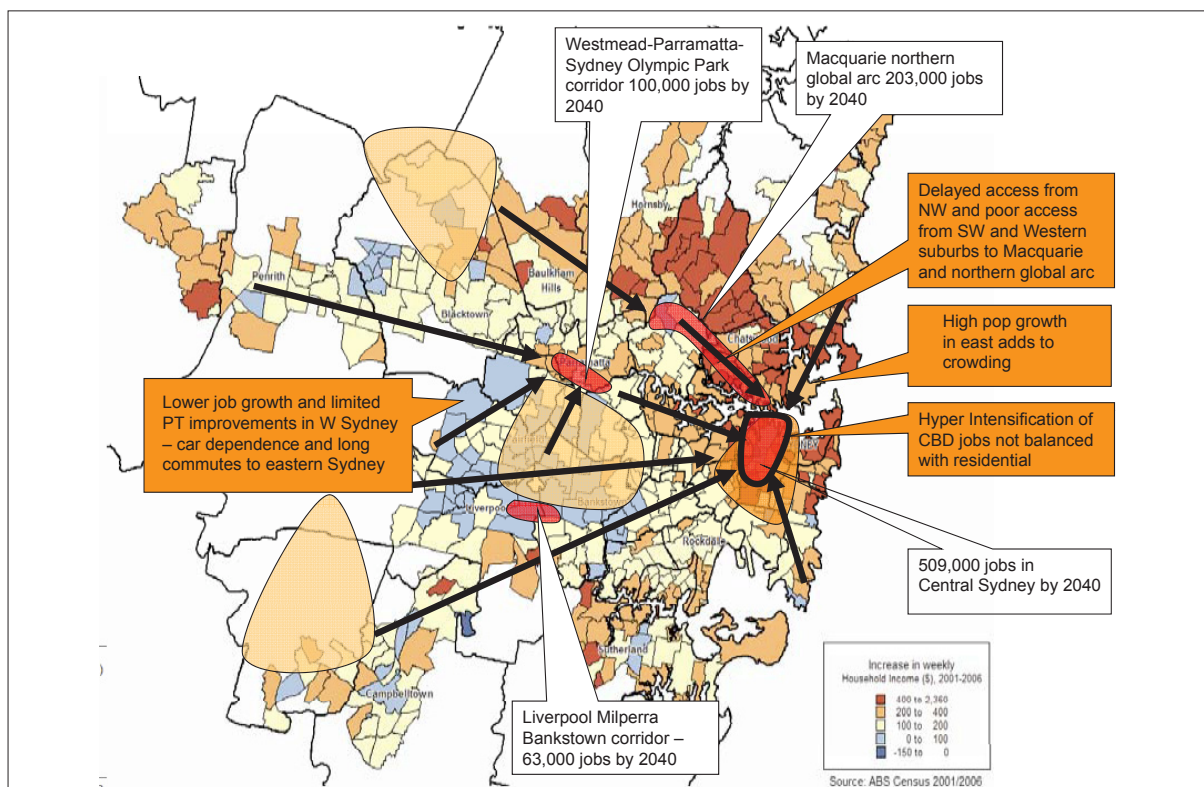 Westmead-Parramatta-
Sydney Olympic Park
corridor 100,000 jobs by
2040
Macquarie northern
global arc 203,000 jobs
by 2040
Delayed access from
NW and poor access
from SW and Western
suburbs to Macquarie
and northern global arc
High pop growth
in east adds to
crowding
Hyper Intensification of
CBD jobs not balanced
with residential
Lower job growth and limited
PT improvements in W Sydney
– car dependence and long
commutes to eastern Sydney
509,000 jobs in
Central Sydney by 2040
Liverpool Milperra
Bankstown corridor –
63,000 jobs by 2040
Hornsby
Penrith
Baulkham
Hills
Blacktown
Parramatta
Fairfield
Liverpool
Bankstown
Rockdale
Sutherland
Campbelltown
Increase in weekly
Household Income ($), 2001-2006
400 to 2,360
200 to 400
100 to 200
0 to 100
-150 to 0
Source: ABS Census 2001/2006
)